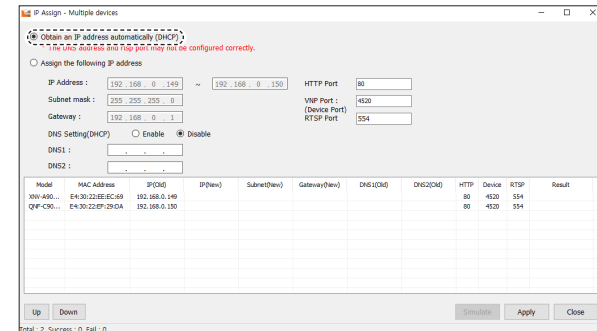 IP Assign - Multiple devices
Obtain an IP address automatically (DHCP)
The DNS address and rtsp port may not be configured correctly.
Assign the following IP address
IP Address : 192 . 168 . 0 . 149 ~ 192 . 168 . 0 . 150 HTTP Port 80
Subnet mask : 255 . 255 . 255 . 0 VNP Port : 4520
(Device Port)
Gateway : 192 . 168 . 0 . 1 RTSP Port 554
DNS Setting(DHCP) Enable Disable
DNS1 : . . .
DNS2 : . . .
Model MAC Address IP(Old) IP(New) Subnet(New) Gateway(New) DNS1(Old) DNS2(Old) HTTP Device RTSP Result
XNV-A90... E4:30:22:EE:EC:69 192.168.0.149 80 4520 554
QNF-C90... E4:30:22:EF:29:DA 192.168.0.150 80 4520 554
Up Down Simulate Apply Close
Total : 2, Success : 0, Fail : 0